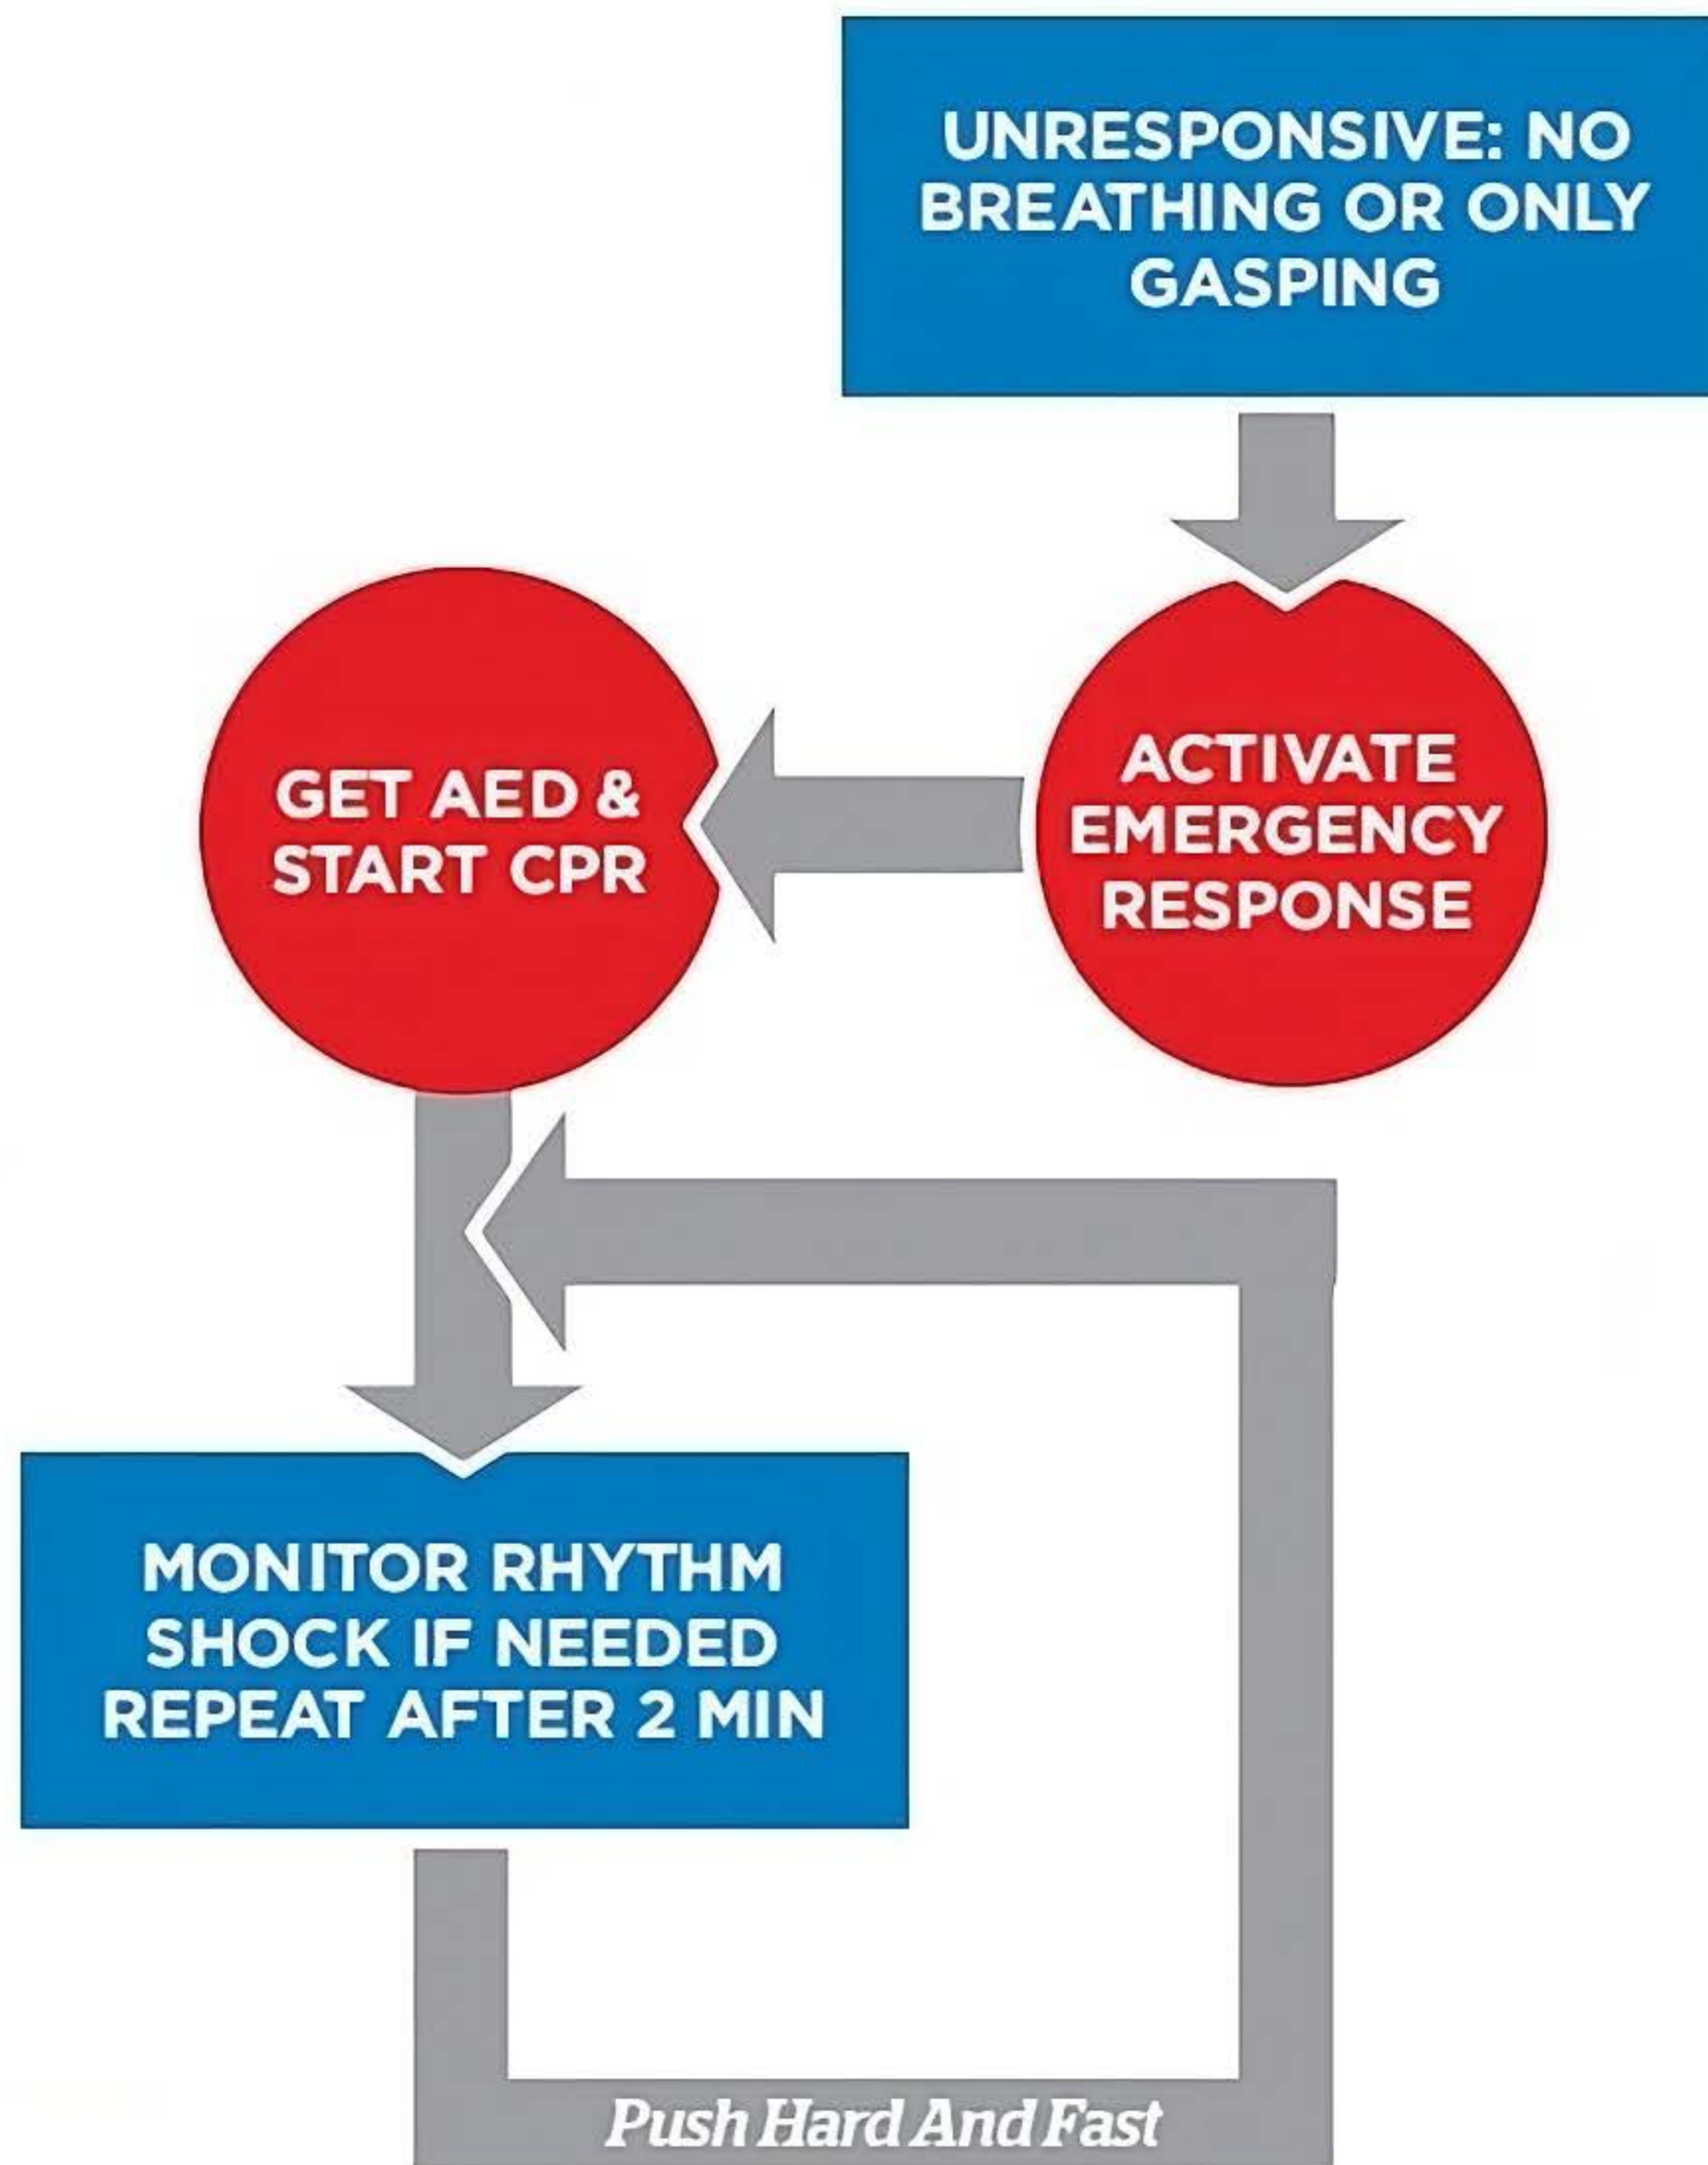 UNRESPONSIVE: NO
BREATHING OR ONLY
GASPING
ACTIVATE
EMERGENCY
RESPONSE
GET AED &
START CPR
MONITOR RHYTHM
SHOCK IF NEEDED
REPEAT AFTER 2 MIN
Push Hard And Fast